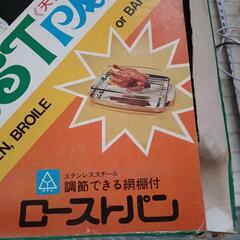 ST PA
《天
or BA
EN, BROILE
ステンレススチール
調節できる網棚付
ローストパン